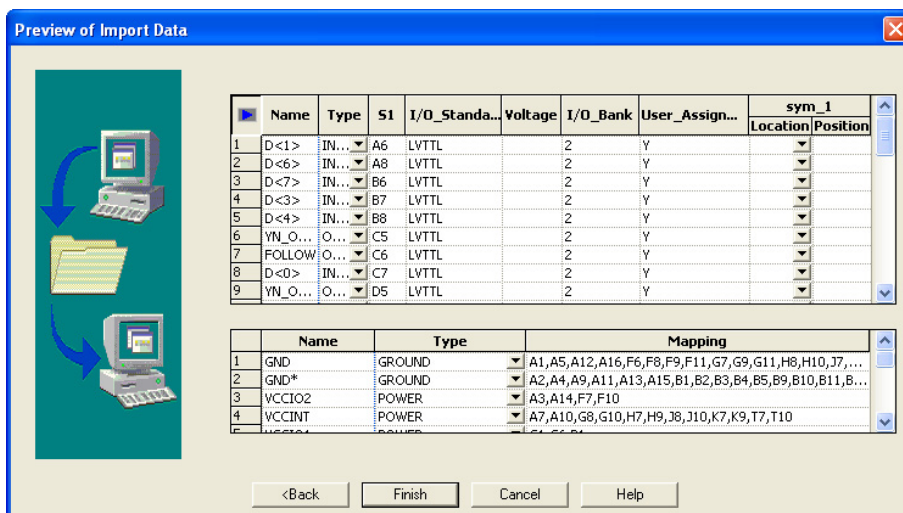 Preview of Import Data
Name Type S1 I/O_Standa... Voltage I/O_Bank User_Assign... sym_1
Location Position
1 D<1> IN... A6 LVTTL 2 Y
2 D<6> IN... A8 LVTTL 2 Y
3 D<7> IN... B6 LVTTL 2 Y
4 D<3> IN... B7 LVTTL 2 Y
5 D<4> IN... B8 LVTTL 2 Y
6 YN_O... O... C5 LVTTL 2 Y
7 FOLLOW O... C6 LVTTL 2 Y
8 D<0> IN... C7 LVTTL 2 Y
9 YN_O... O... D5 LVTTL 2 Y
Name Type Mapping
1 GND GROUND A1,A5,A12,A16,F6,F8,F9,F11,G7,G9,G11,H8,H10,J7,...
2 GND* GROUND A2,A4,A9,A11,A13,A15,B1,B2,B3,B4,B5,B9,B10,B11,B...
3 VCCIO2 POWER A3,A14,F7,F10
4 VCCINT POWER A7,A10,G8,G10,H7,H9,J8,J10,K7,K9,T7,T10
<Back Finish Cancel Help